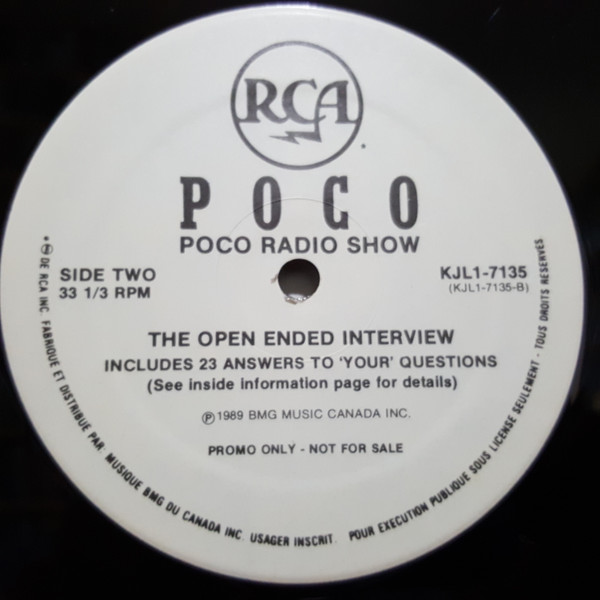 RCA
POCO
POCO RADIO SHOW
SIDE TWO
33 1/3 RPM
KJL1-7135
(KJL1-7135-B)
THE OPEN ENDED INTERVIEW
INCLUDES 23 ANSWERS TO 'YOUR' QUESTIONS
(See inside information page for details)
Ⓟ1989 BMG MUSIC CANADA INC.
PROMO ONLY - NOT FOR SALE
* ® DE RCA INC. FABRIQUE ET DISTRIBUE PAR MUSIQUE BMG DU CANADA INC. USAGER INSCRIT. POUR EXECUTION PUBLIQUE SOUS LICENSE SEULEMENT - TOUS DROITS RESERVES.